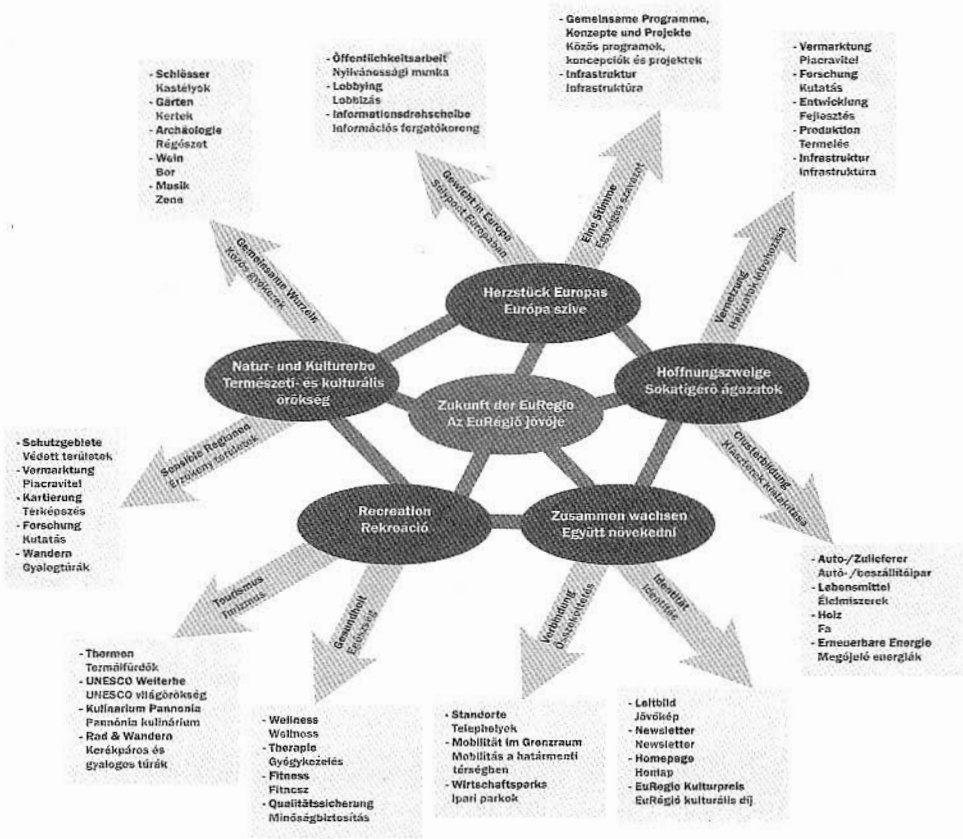 - Gemeinsame Programme,
Konzepte und Projekte
Közös programok,
koncepciók és projektek
- Infrastruktur
Infrastruktúra
- Öffentlichkeitsarbeit
Nyilvánossági munka
- Lobbying
Lobbizás
- Informationsdrehscheibe
Információs forgatókorong
- Vermarktung
Piacravitel
- Forschung
Kutatás
- Entwicklung
Fejlesztés
- Produktion
Termelés
- Infrastruktur
Infrastruktúra
- Schlösser
Kastélyok
- Gärten
Kertek
- Archäologie
Régészet
- Wein
Bor
- Musik
Zene
Gewicht in Europa
Súlypont Európában
Eine Stimme
Egységes szavazat
Gemeinsame Wurzeln
Közös gyökerek
Vernetzung
Hálózatok létrehozása
Herzstück Europas
Európa szíve
Natur- und Kulturerbe
Természeti- és kulturális
örökség
Hoffnungszweige
Sokatígérő ágazatok
Zukunft der EuRegio
Az EuRégió jövője
Sensible Regionen
Érzékeny területek
Clusterbildung
Klaszterek kialakítása
- Schutzgebiete
Védett területek
- Vermarktung
Piacravitel
- Kartierung
Térképezés
- Forschung
Kutatás
- Wandern
Gyalogtúrák
Recreation
Rekreáció
Zusammen wachsen
Együtt növekedni
Tourismus
Turizmus
Gesundheit
Egészség
Verbindung
Összeköttetés
Identität
Identitás
- Auto-/Zulieferer
Autó-/beszállítóipar
- Lebensmittel
Élelmiszerek
- Holz
Fa
- Erneuerbare Energie
Megújuló energiák
- Thermen
Termálfürdők
- UNESCO Welterbe
UNESCO világörökség
- Kulinarium Pannonia
Pannónia kulinárium
- Rad & Wandern
Kerékpáros és
gyalogos túrák
- Wellness
Wellness
- Therapie
Gyógykezelés
- Fitness
Fitnesz
- Qualitätssicherung
Minőségbiztosítás
- Standorte
Telephelyek
- Mobilität im Grenzraum
Mobilitás a határmenti
térségben
- Wirtschaftsparks
Ipari parkok
- Leitbild
Jövőkép
- Newsletter
Newsletter
- Homepage
Honlap
- EuRegio Kulturpreis
EuRégió kulturális díj